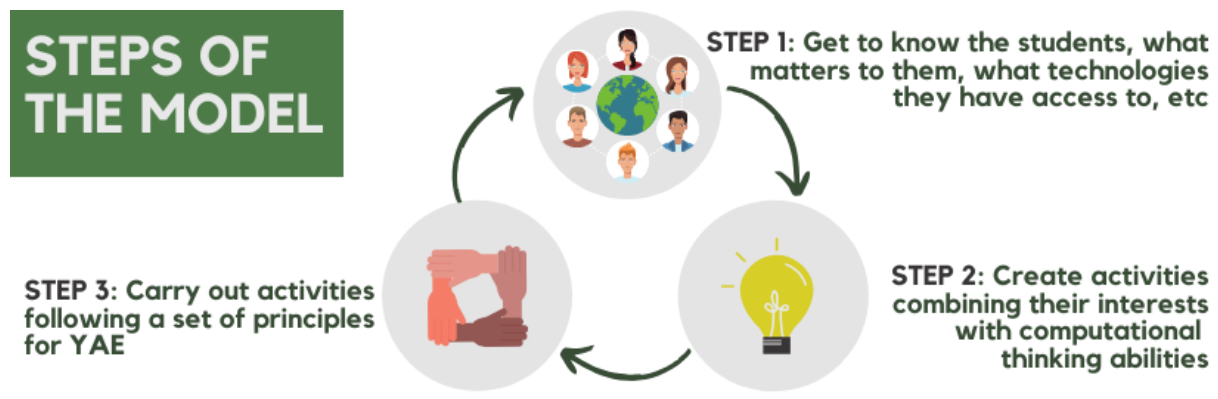 STEPS OF
THE MODEL
STEP 1: Get to know the students, what
matters to them, what technologies
they have access to, etc
STEP 2: Create activities
combining their interests
with computational
thinking abilities
STEP 3: Carry out activities
following a set of principles
for YAE